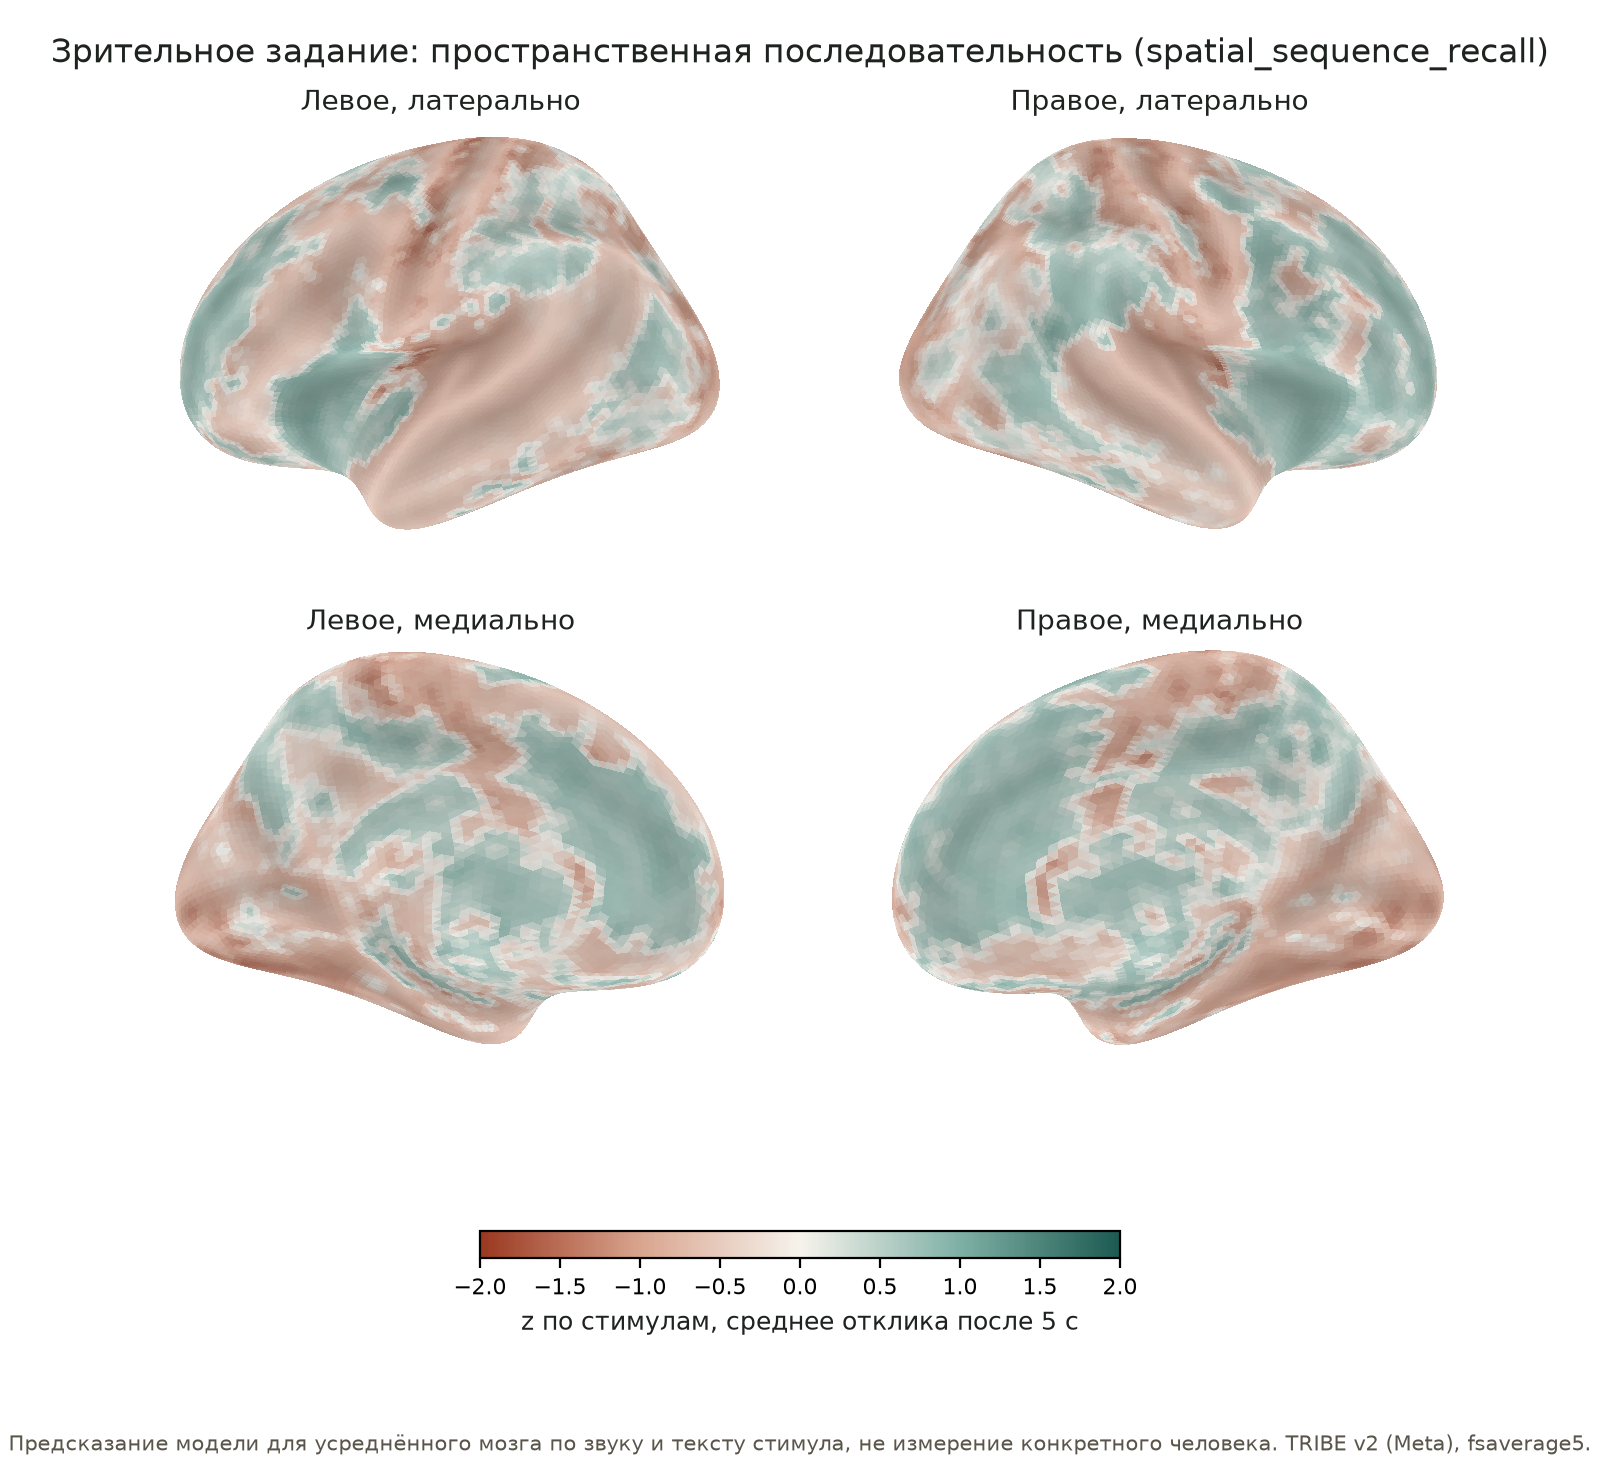 Зрительное задание: пространственная последовательность (spatial_sequence_recall)
Левое, латерально
Правое, латерально
Левое, медиально
Правое, медиально
−2.0 −1.5 −1.0 −0.5 0.0 0.5 1.0 1.5 2.0
z по стимулам, среднее отклика после 5 с
Предсказание модели для усреднённого мозга по звуку и тексту стимула, не измерение конкретного человека. TRIBE v2 (Meta), fsaverage5.